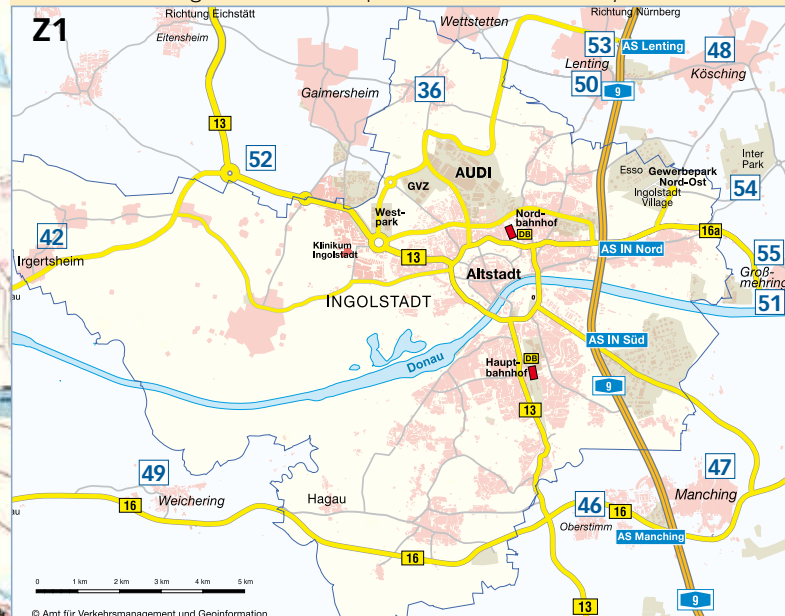 Z1
Richtung Eichstätt
Eitensheim
Wettstetten
Richtung Nürnberg
53
AS Lenting
48
Lenting
Kösching
50
9
36
Gaimersheim
13
52
AUDI
GVZ
Esso
Gewerbepark
Nord-Ost
Ingolstadt
Village
Inter
Park
54
West-
park
Nord-
bahnhof
DB
16a
42
Irgertsheim
Klinikum
Ingolstadt
13
AS IN Nord
55
Groß-
mehring
51
Altstadt
INGOLSTADT
AS IN Süd
Donau
DB
Haupt-
bahnhof
9
13
49
Weichering
16
Hagau
47
Manching
46
16
Oberstimm
AS Manching
16
9
13
0 1 km 2 km 3 km 4 km 5 km
© Amt für Verkehrsmanagement und Geoinformation